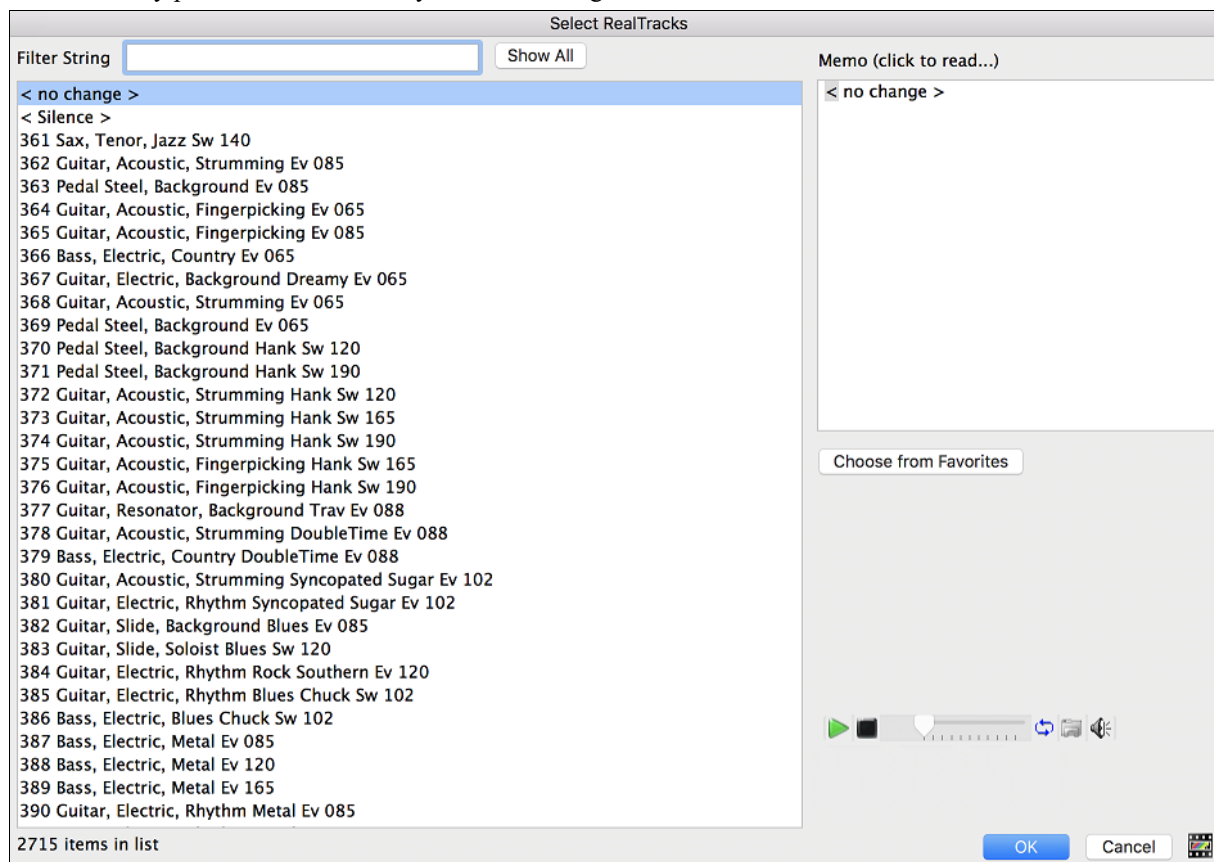 Select RealTracks
Filter String
Show All
Memo (click to read...)
< no change >
< no change >
< Silence >
361 Sax, Tenor, Jazz Sw 140
362 Guitar, Acoustic, Strumming Ev 085
363 Pedal Steel, Background Ev 085
364 Guitar, Acoustic, Fingerpicking Ev 065
365 Guitar, Acoustic, Fingerpicking Ev 085
366 Bass, Electric, Country Ev 065
367 Guitar, Electric, Background Dreamy Ev 065
368 Guitar, Acoustic, Strumming Ev 065
369 Pedal Steel, Background Ev 065
370 Pedal Steel, Background Hank Sw 120
371 Pedal Steel, Background Hank Sw 190
372 Guitar, Acoustic, Strumming Hank Sw 120
373 Guitar, Acoustic, Strumming Hank Sw 165
374 Guitar, Acoustic, Strumming Hank Sw 190
375 Guitar, Acoustic, Fingerpicking Hank Sw 165
376 Guitar, Acoustic, Fingerpicking Hank Sw 190
377 Guitar, Resonator, Background Trav Ev 088
378 Guitar, Acoustic, Strumming DoubleTime Ev 088
379 Bass, Electric, Country DoubleTime Ev 088
380 Guitar, Acoustic, Strumming Syncopated Sugar Ev 102
381 Guitar, Electric, Rhythm Syncopated Sugar Ev 102
382 Guitar, Slide, Background Blues Ev 085
383 Guitar, Slide, Soloist Blues Sw 120
384 Guitar, Electric, Rhythm Rock Southern Ev 120
385 Guitar, Electric, Rhythm Blues Chuck Sw 102
386 Bass, Electric, Blues Chuck Sw 102
387 Bass, Electric, Metal Ev 085
388 Bass, Electric, Metal Ev 120
389 Bass, Electric, Metal Ev 165
390 Guitar, Electric, Rhythm Metal Ev 085
Choose from Favorites
2715 items in list
OK
Cancel